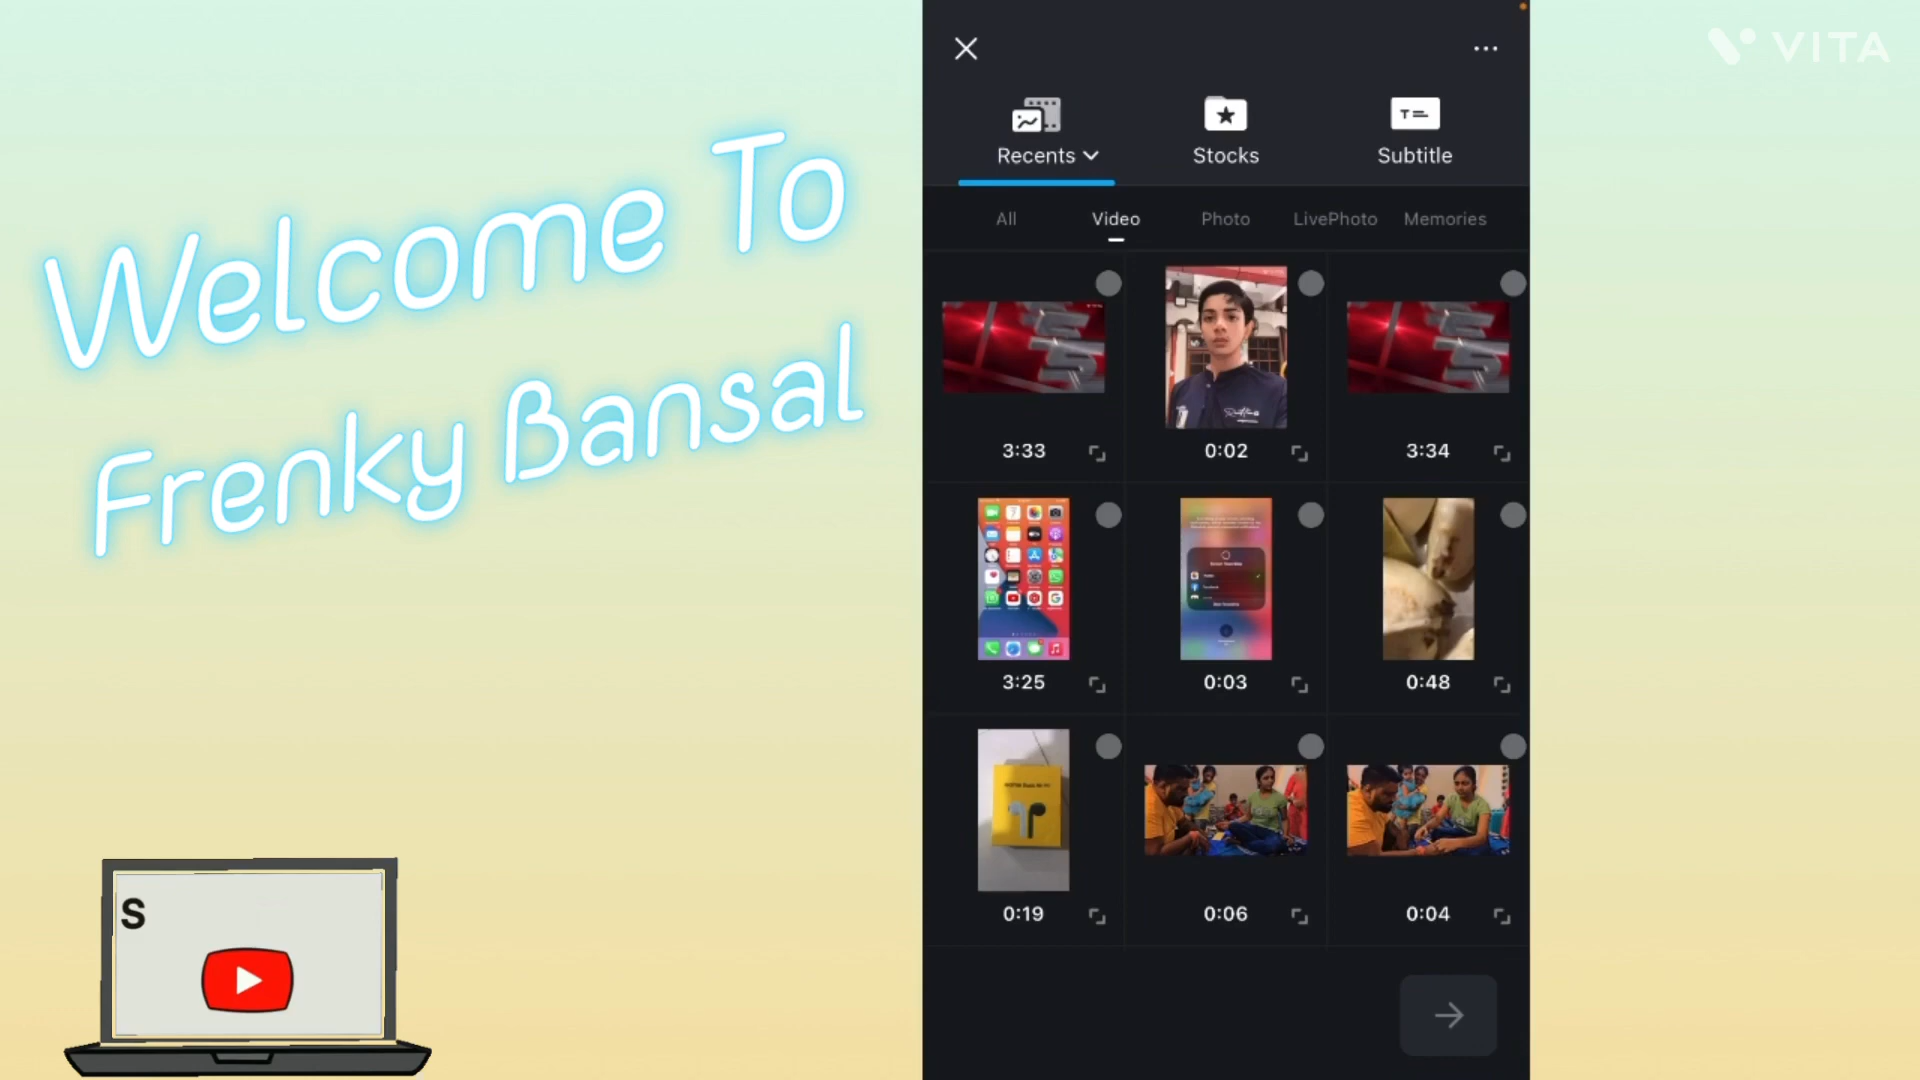 VITA
Welcome To
Frenky Bansal
Recents
Stocks
Subtitle
All
Video
Photo
LivePhoto
Memories
3:33
0:02
3:34
3:25
0:03
0:48
0:19
0:06
0:04
S